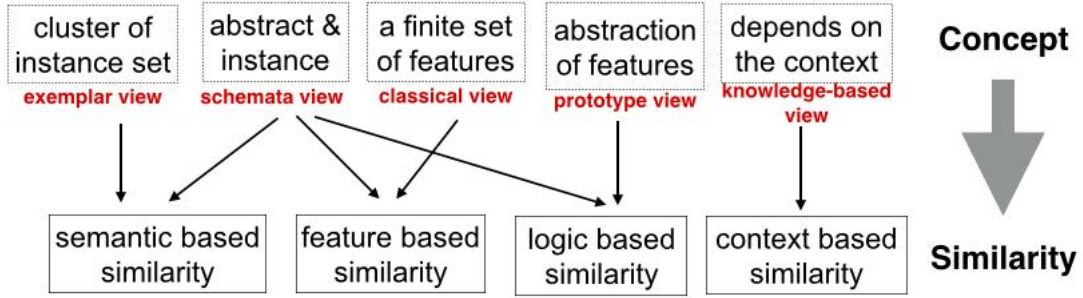 cluster of
instance set
exemplar view
abstract &
instance
schemata view
a finite set
of features
classical view
abstraction
of features
prototype view
depends on
the context
knowledge-based
view
Concept
semantic based
similarity
feature based
similarity
logic based
similarity
context based
similarity
Similarity